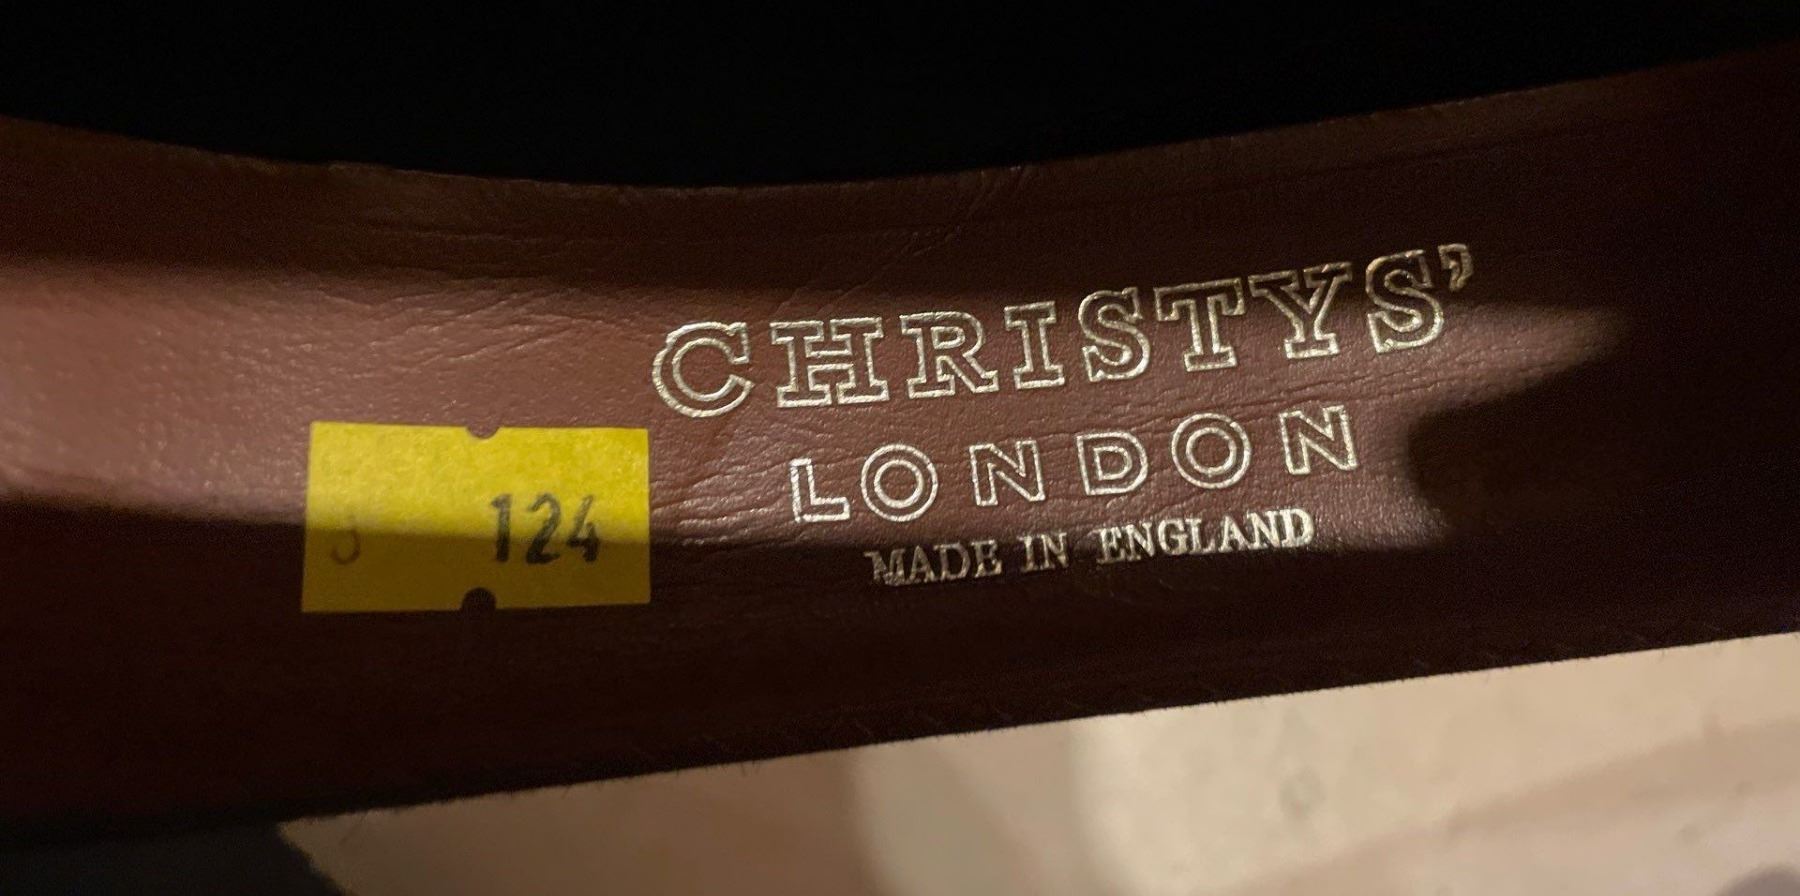 CHRISTYS'
LONDON
MADE IN ENGLAND
124